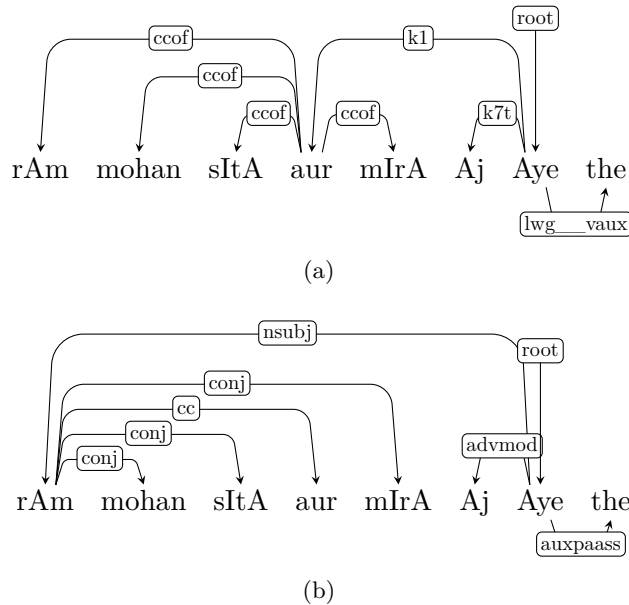 root
ccof k1
ccof
ccof ccof k7t
rAm mohan sItA aur mIrA Aj Aye the
lwg__vaux
(a)
nsubj
root
conj
cc
conj advmod
conj
rAm mohan sItA aur mIrA Aj Aye the
auxpaass
(b)